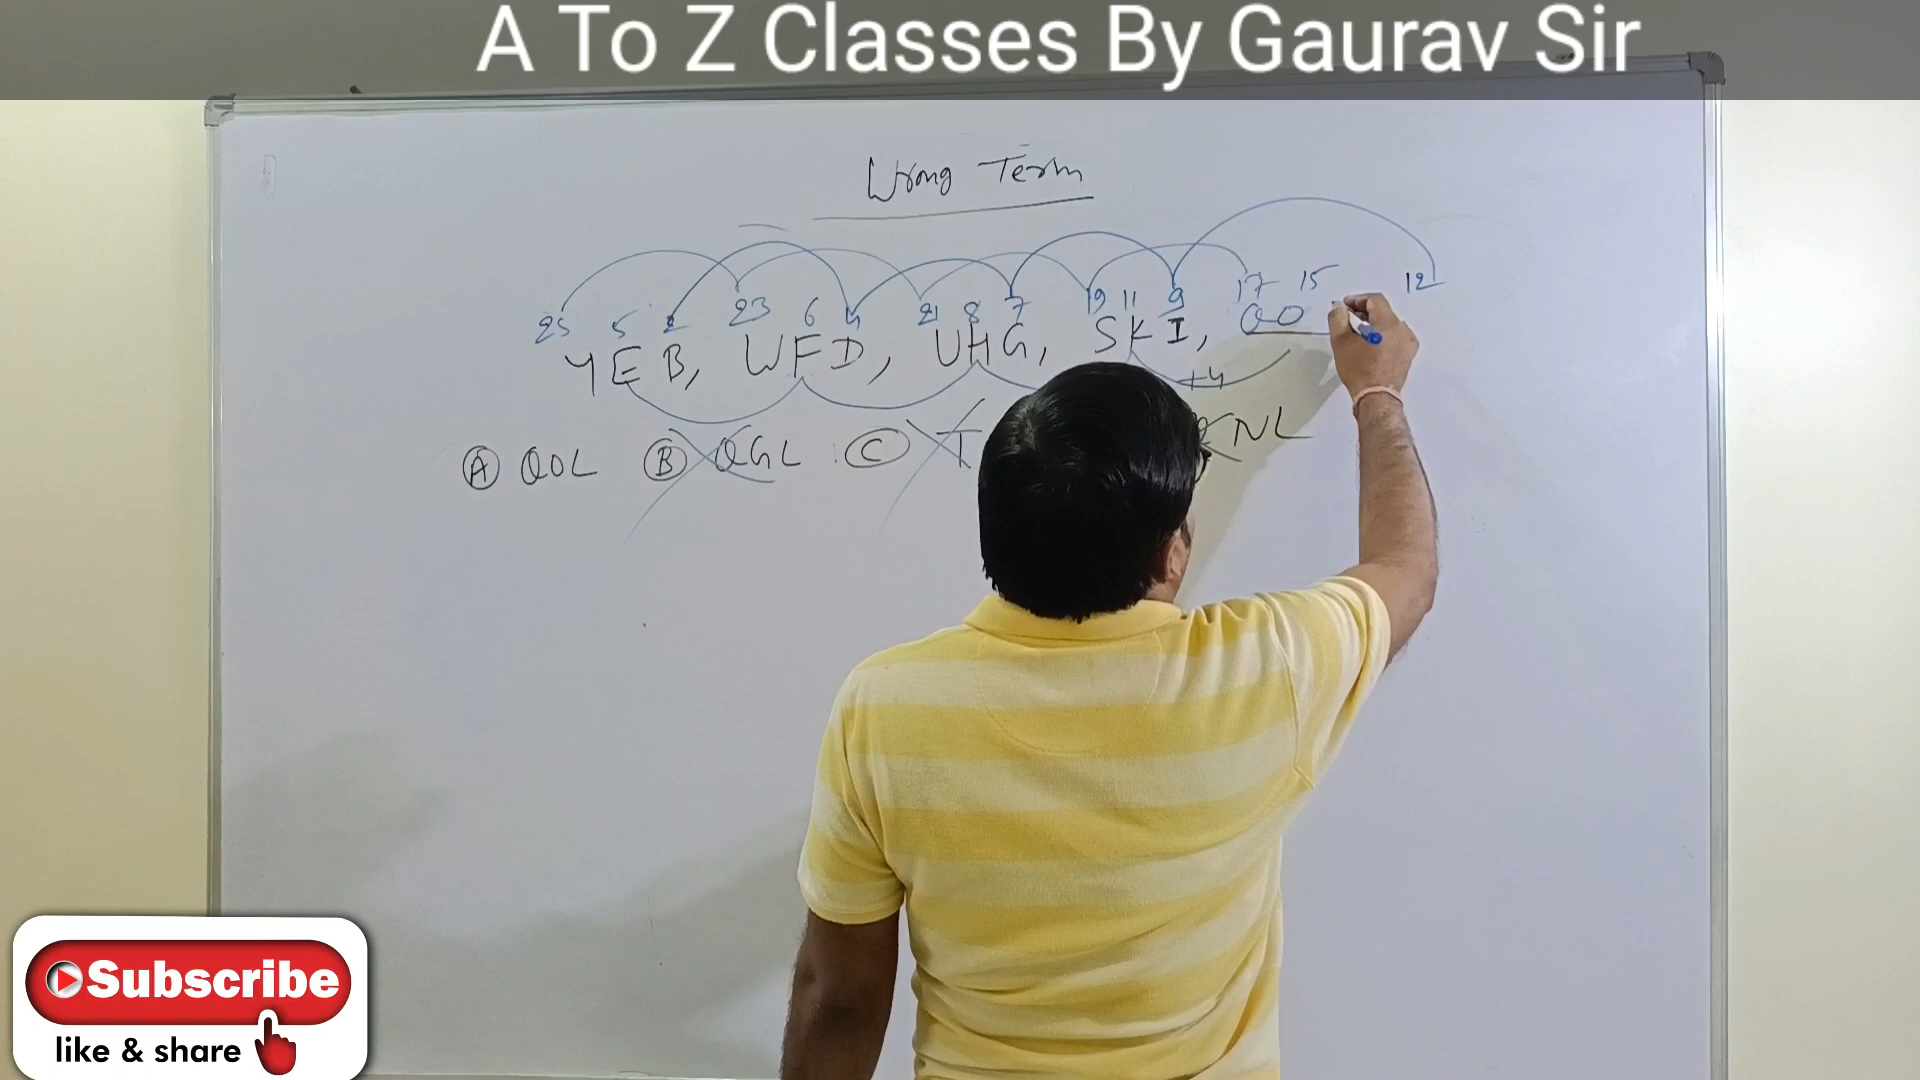 A To Z Classes By Gaurav Sir
Wrong Term
25 5 2 23 6 4 21 8 7 19 11 9 17 15 12
YEB, WFD, UHG, SKI, QO
+4
A QOL B QGL C T NL
Subscribe
like & share